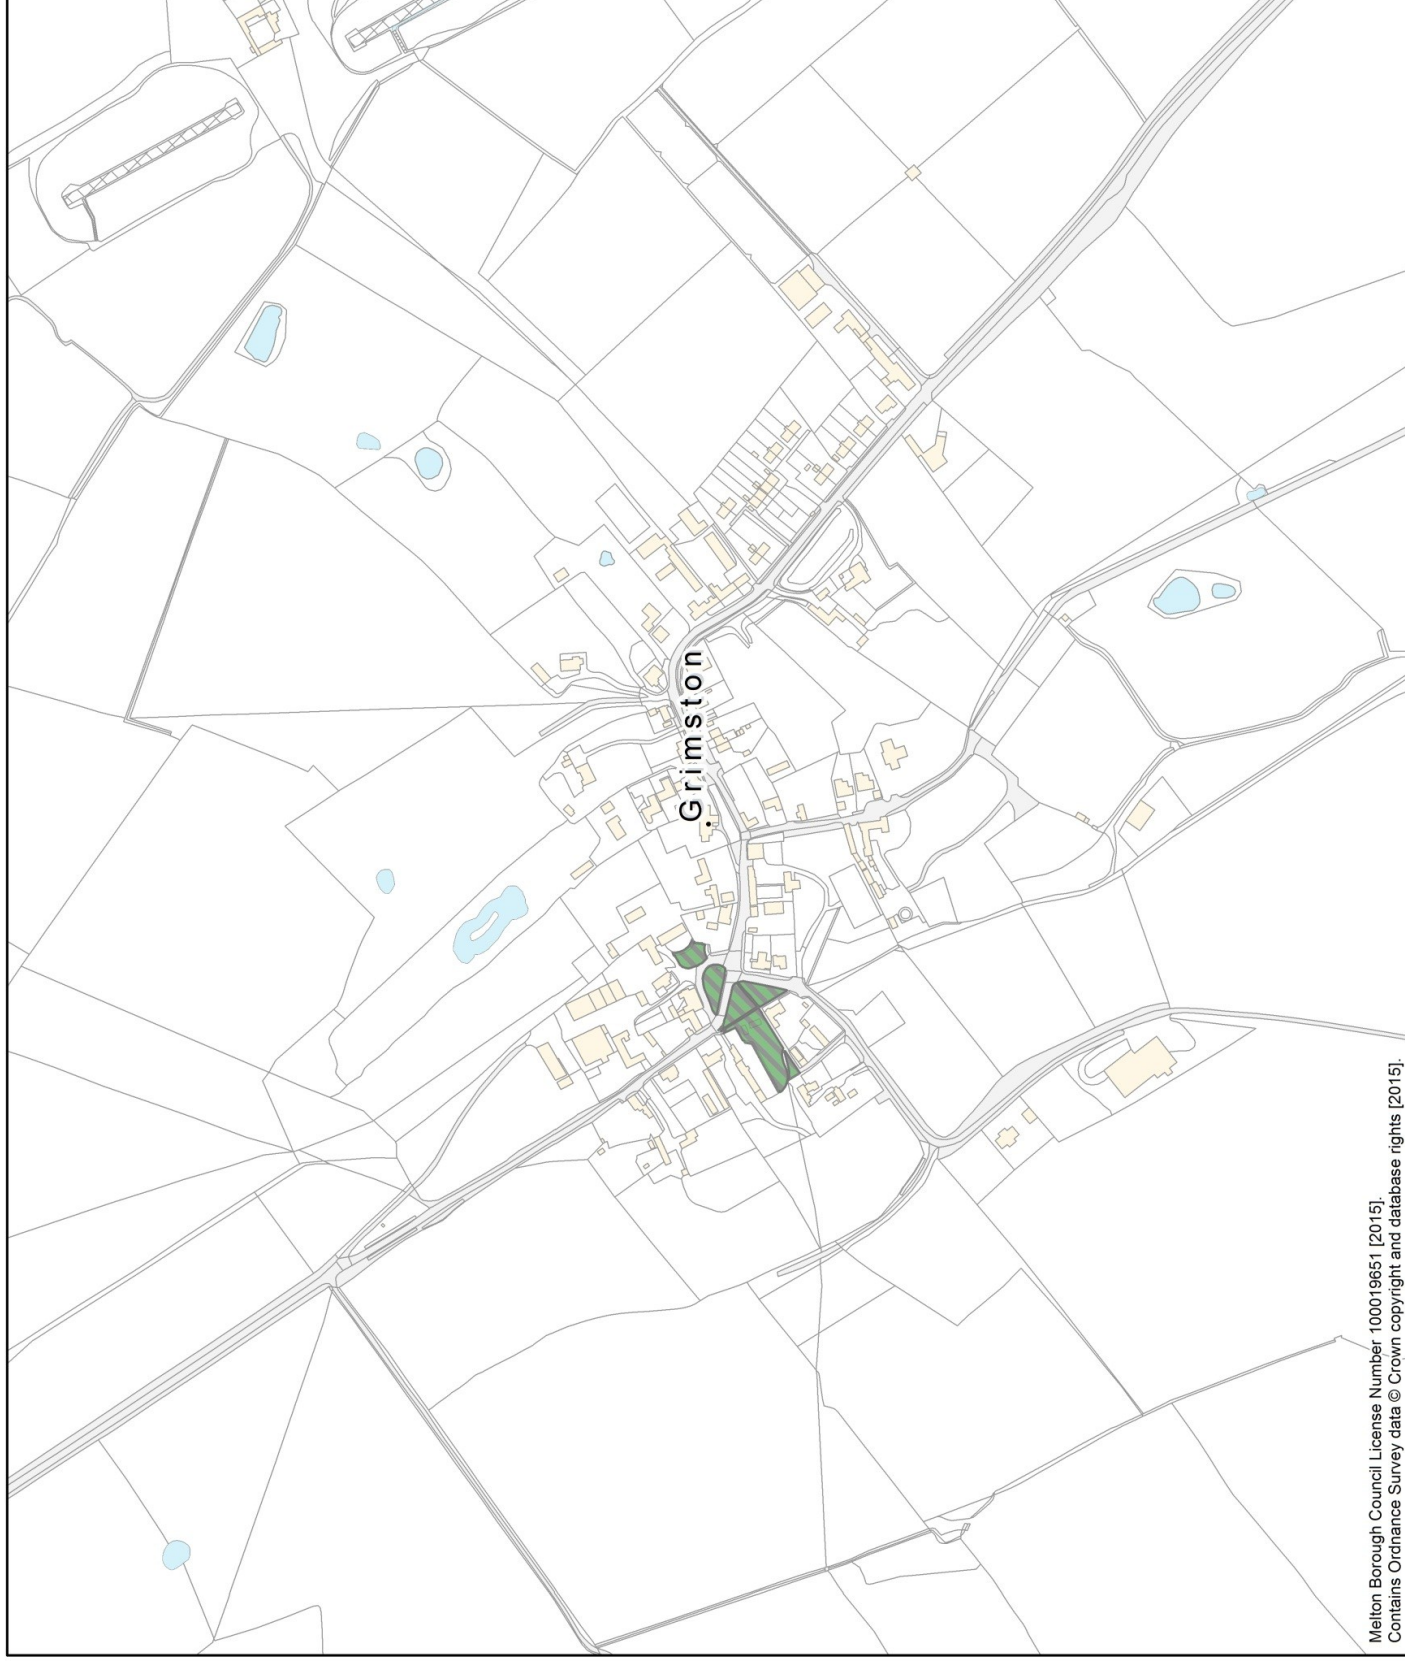 Grimston
Melton Borough Council License Number 100019651 [2015].
Contains Ordnance Survey data © Crown copyright and database rights [2015].